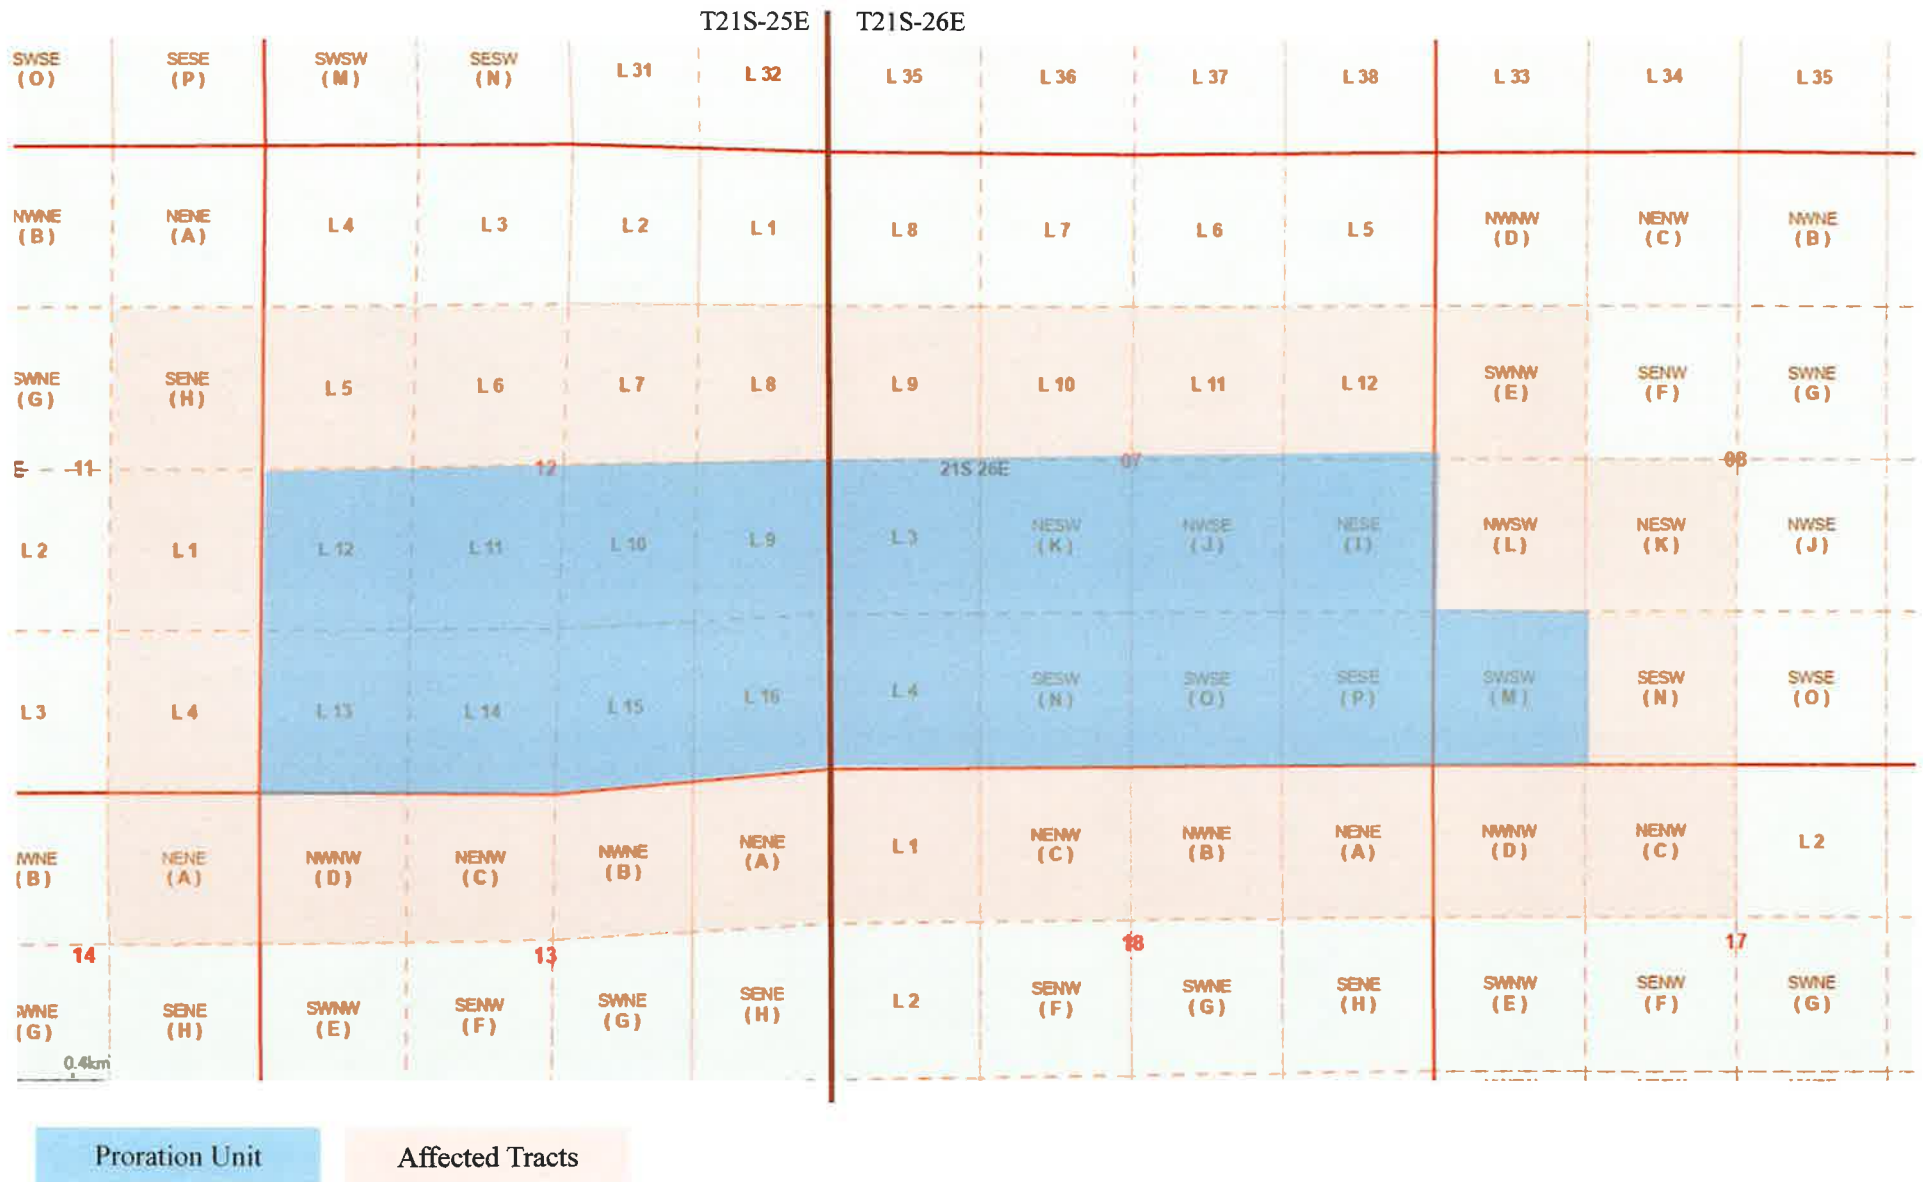 T21S-25E T21S-26E
SWSE SESE SWSW SESW L 31 L 32 L 35 L 36 L 37 L 38 L 33 L 34 L 35
(O) (P) (M) (N)
NWNE NENE L 4 L 3 L 2 L 1 L 8 L 7 L 6 L 5 NWNW NENW NWNE
(B) (A) (D) (C) (B)
SWNE SENE L 5 L 6 L 7 L 8 L 9 L 10 L 11 L 12 SWNW SENW SWNE
(G) (H) (E) (F) (G)
11 12 21S 26E 07 08
L 2 L 1 L 12 L 11 L 10 L 9 L 3 NESW NWSE NESE NWSW NESW NWSE
(K) (J) (I) (L) (K) (J)
L 3 L 4 L 13 L 14 L 15 L 16 L 4 SESW SWSE SESE SWSW SESW SWSE
(N) (O) (P) (M) (N) (O)
NENE NWNW NENW NWNE NENE L 1 NENW NWNE NENE NWNW NENW L 2
(B) (A) (D) (C) (B) (A) (C) (B) (A) (D) (C)
14 13 18 17
SENE SWNW SENW SWNE SENE L 2 SENW SWNE SENE SWNW SENW SWNE
(G) (H) (E) (F) (G) (H) (F) (G) (H) (E) (F) (G)
0.4km
Proration Unit Affected Tracts